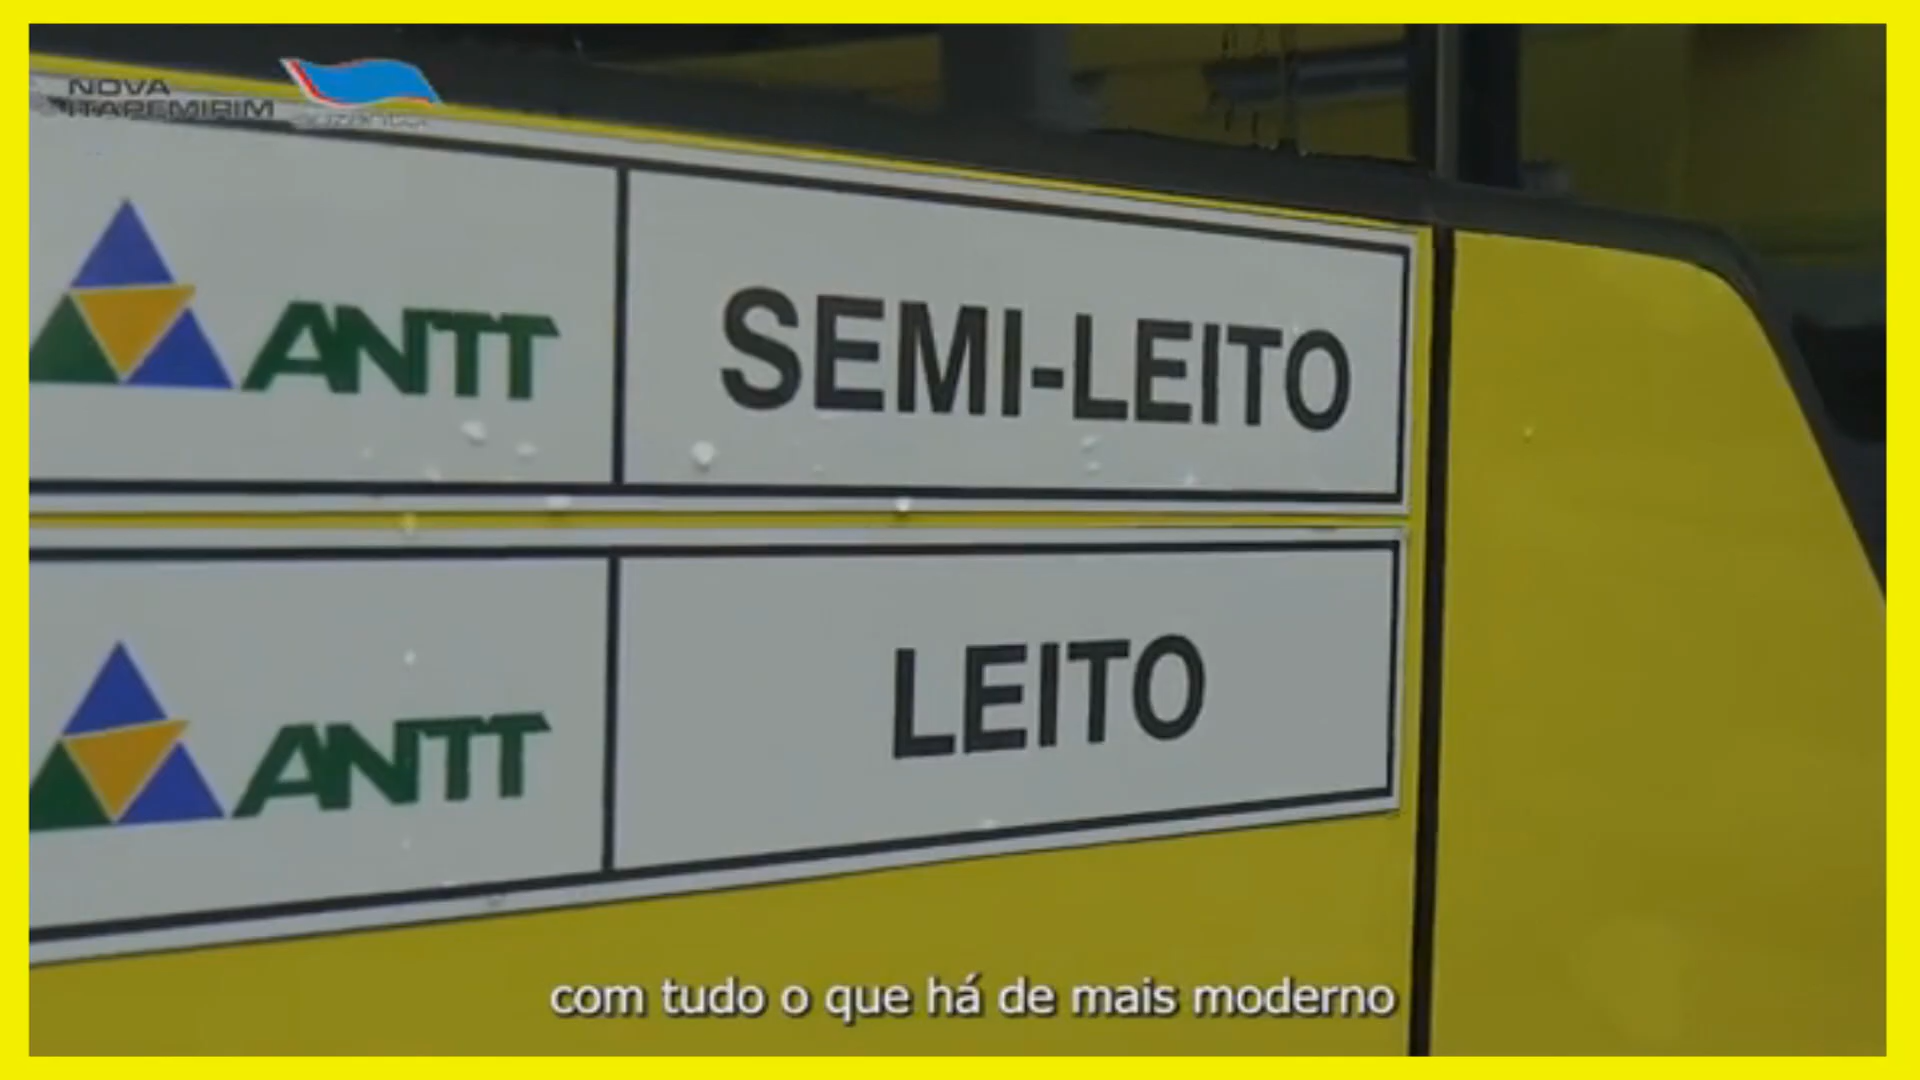 NOVA
ITAPEMIRIM
ANTT
SEMI-LEITO
ANTT
LEITO
com tudo o que há de mais moderno